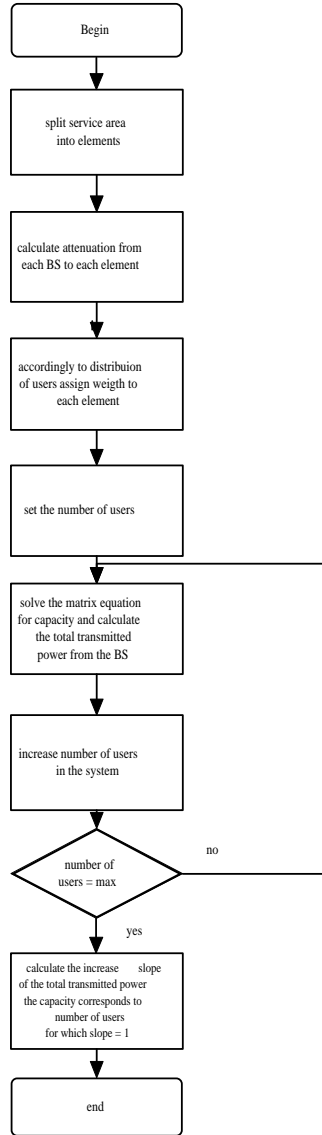 Begin
split service area
into elements
calculate attenuation from
each BS to each element
accordingly to distribuion
of users assign weigth to
each element
set the number of users
solve the matrix equation
for capacity and calculate
the total transmitted
power from the BS
increase number of users
in the system
number of
users = max
no
yes
calculate the increase slope
of the total transmitted power
the capacity corresponds to
number of users
for which slope = 1
end